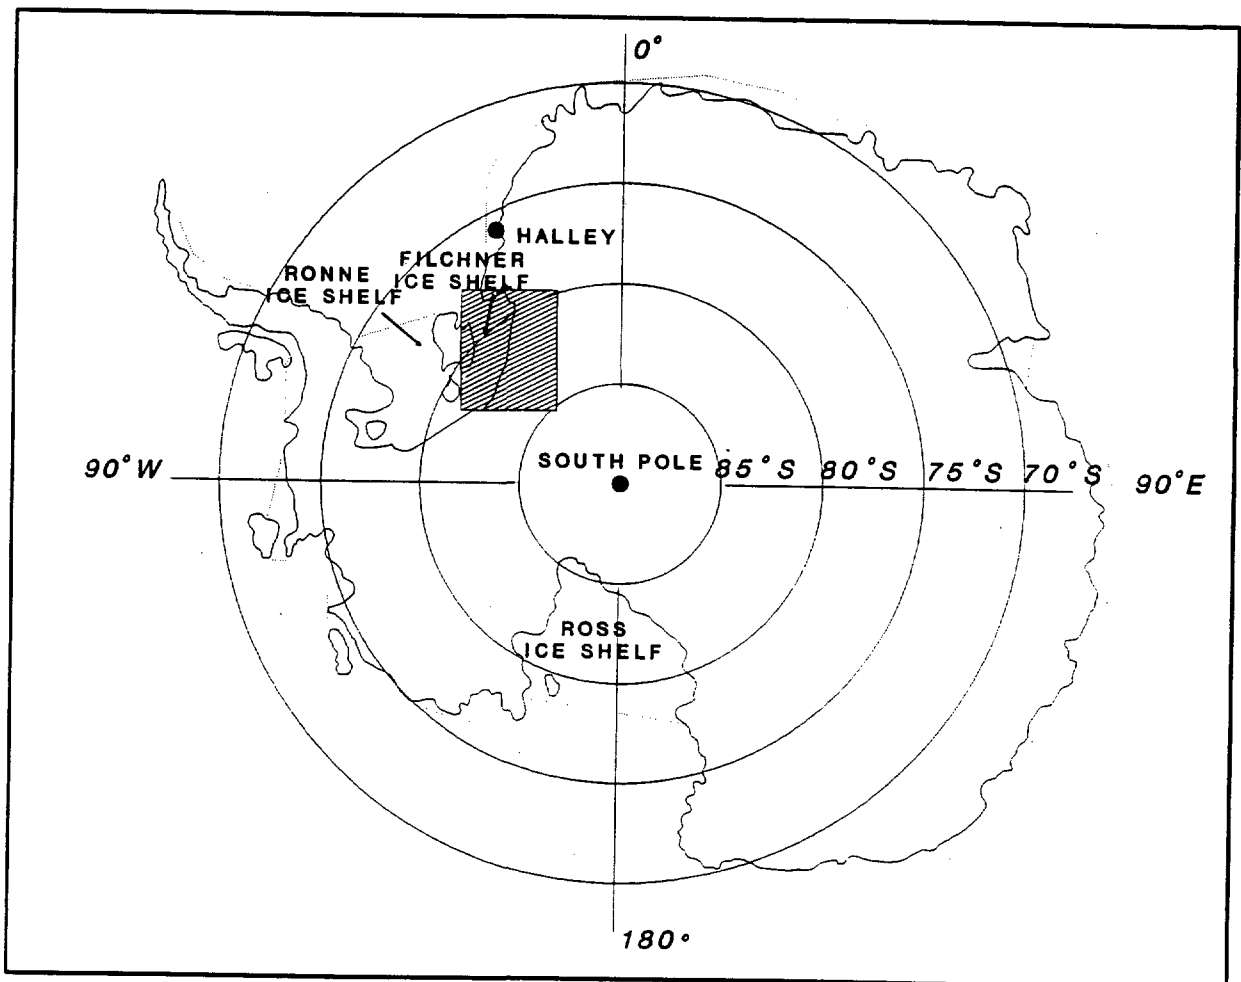 0°
HALLEY
FILCHNER
ICE SHELF
RONNE
ICE SHELF
90°W
SOUTH POLE
85°S
80°S
75°S
70°S
90°E
ROSS
ICE SHELF
180°